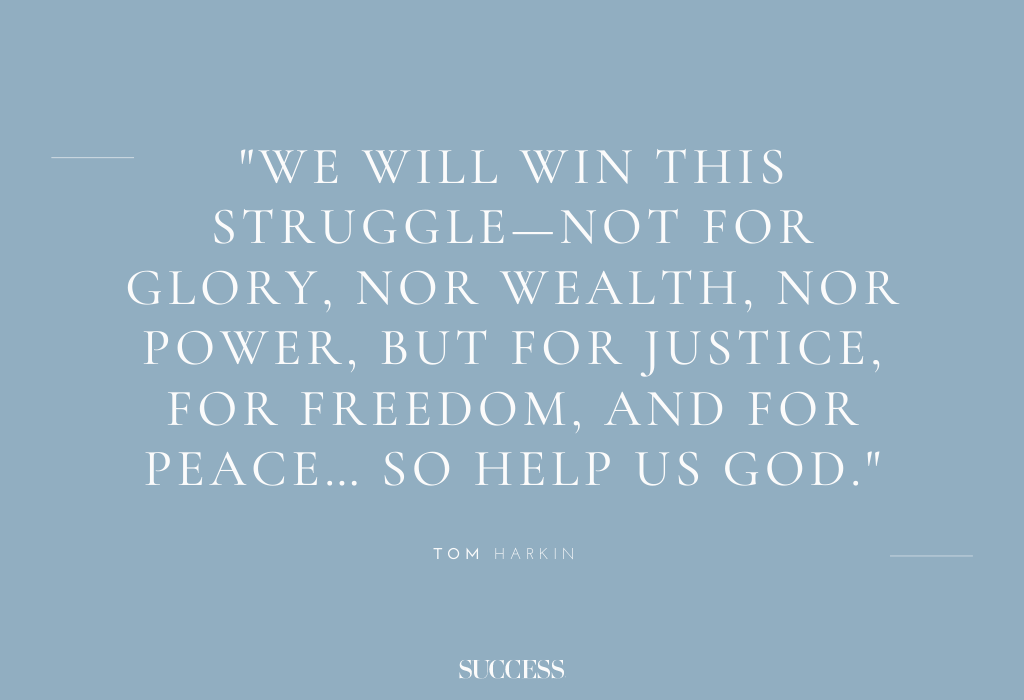 "WE WILL WIN THIS
STRUGGLE—NOT FOR
GLORY, NOR WEALTH, NOR
POWER, BUT FOR JUSTICE,
FOR FREEDOM, AND FOR
PEACE... SO HELP US GOD."
TOM HARKIN
SUCCESS